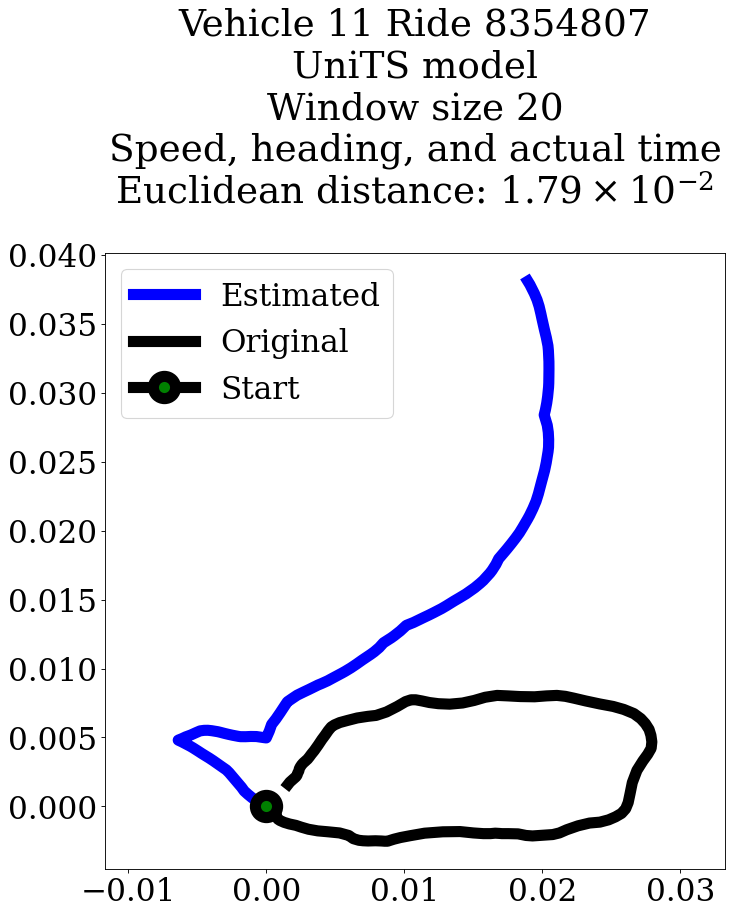 Vehicle 11 Ride 8354807
UniTS model
Window size 20
Speed, heading, and actual time
Euclidean distance: 1.79 × 10⁻²
0.040
0.035
0.030
0.025
0.020
0.015
0.010
0.005
0.000
Estimated
Original
Start
−0.01 0.00 0.01 0.02 0.03